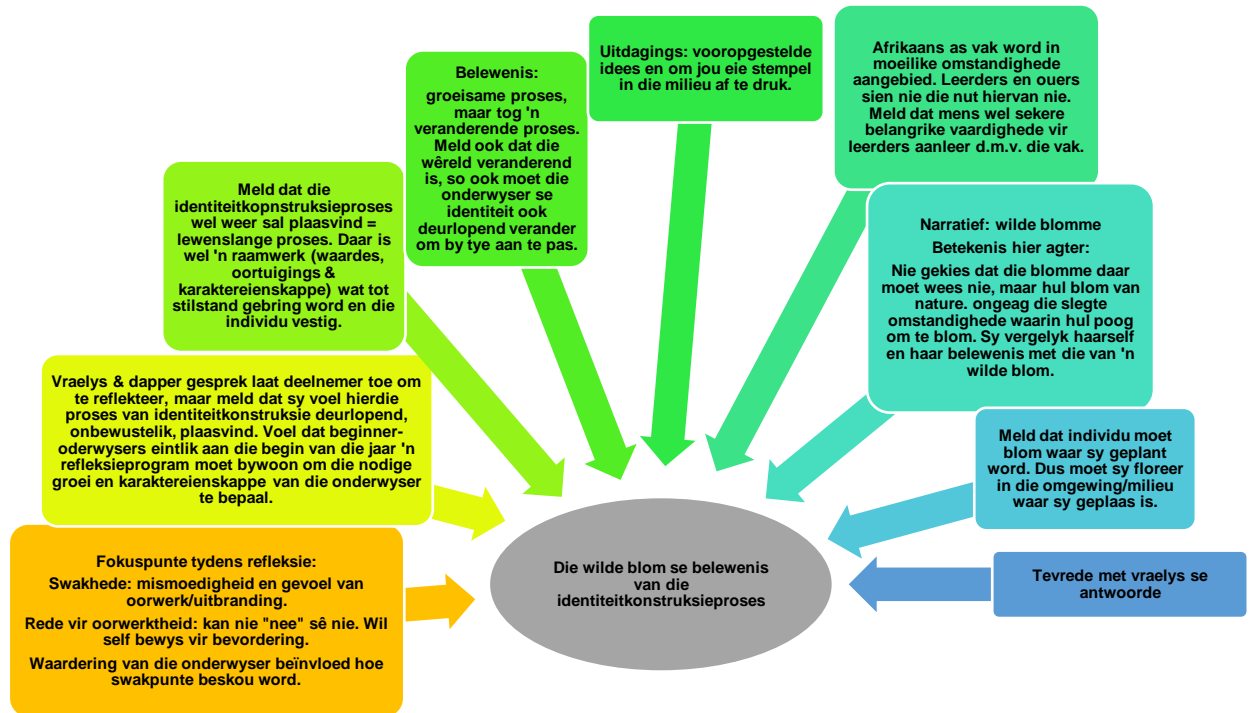 Fokuspunte tydens refleksie:
Swakhede: mismoedigheid en gevoel van
oorwerk/uitbranding.
Rede vir oorwerktheid: kan nie "nee" sê nie. Wil
self bewys vir bevordering.
Waardering van die onderwyser beïnvloed hoe
swakpunte beskou word.
Vraelys & dapper gesprek laat deelnemer toe om
te reflekteer, maar meld dat sy voel hierdie
proses van identiteitkonstruksie deurlopend,
onbewustelik, plaasvind. Voel dat beginner-
oderwysers eintlik aan die begin van die jaar 'n
refleksieprogram moet bywoon om die nodige
groei en karaktereienskappe van die onderwyser
te bepaal.
Meld dat die
identiteitkopnstruksieproses
wel weer sal plaasvind =
lewenslange proses. Daar is
wel 'n raamwerk (waardes,
oortuigings &
karaktereienskappe) wat tot
stilstand gebring word en die
individu vestig.
Belewenis:
groeisame proses,
maar tog 'n
veranderende proses.
Meld ook dat die
wêreld veranderend
is, so ook moet die
onderwyser se
identiteit ook
deurlopend verander
om by tye aan te pas.
Uitdagings: vooropgestelde
idees en om jou eie stempel
in die milieu af te druk.
Afrikaans as vak word in
moeilike omstandighede
aangebied. Leerders en ouers
sien nie die nut hiervan nie.
Meld dat mens wel sekere
belangrike vaardighede vir
leerders aanleer d.m.v. die vak.
Narratief: wilde blomme
Betekenis hier agter:
Nie gekies dat die blomme daar
moet wees nie, maar hul blom van
nature. ongeag die slegte
omstandighede waarin hul poog
om te blom. Sy vergelyk haarself
en haar belewenis met die van 'n
wilde blom.
Meld dat individu moet
blom waar sy geplant
word. Dus moet sy floreer
in die omgewing/milieu
waar sy geplaas is.
Tevrede met vraelys se
antwoorde
Die wilde blom se belewenis
van die
identiteitkonstruksieproses